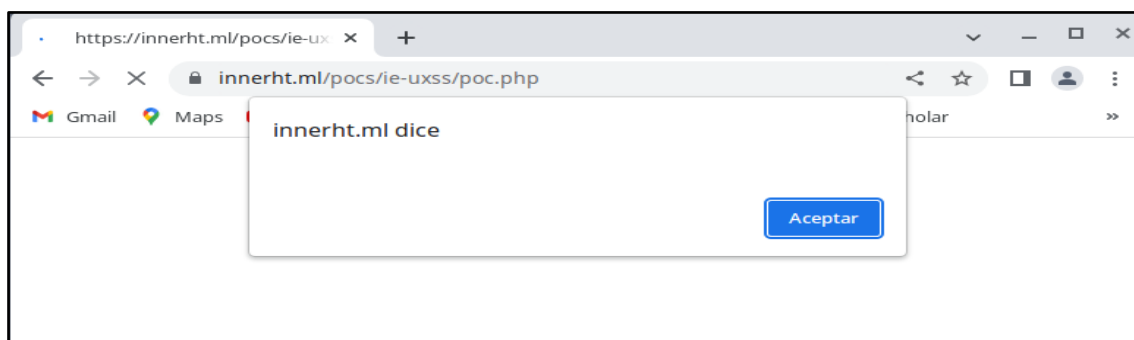 https://innerht.ml/pocs/ie-ux
innerht.ml/pocs/ie-uxss/poc.php
Gmail Maps holar »
innerht.ml dice
Aceptar